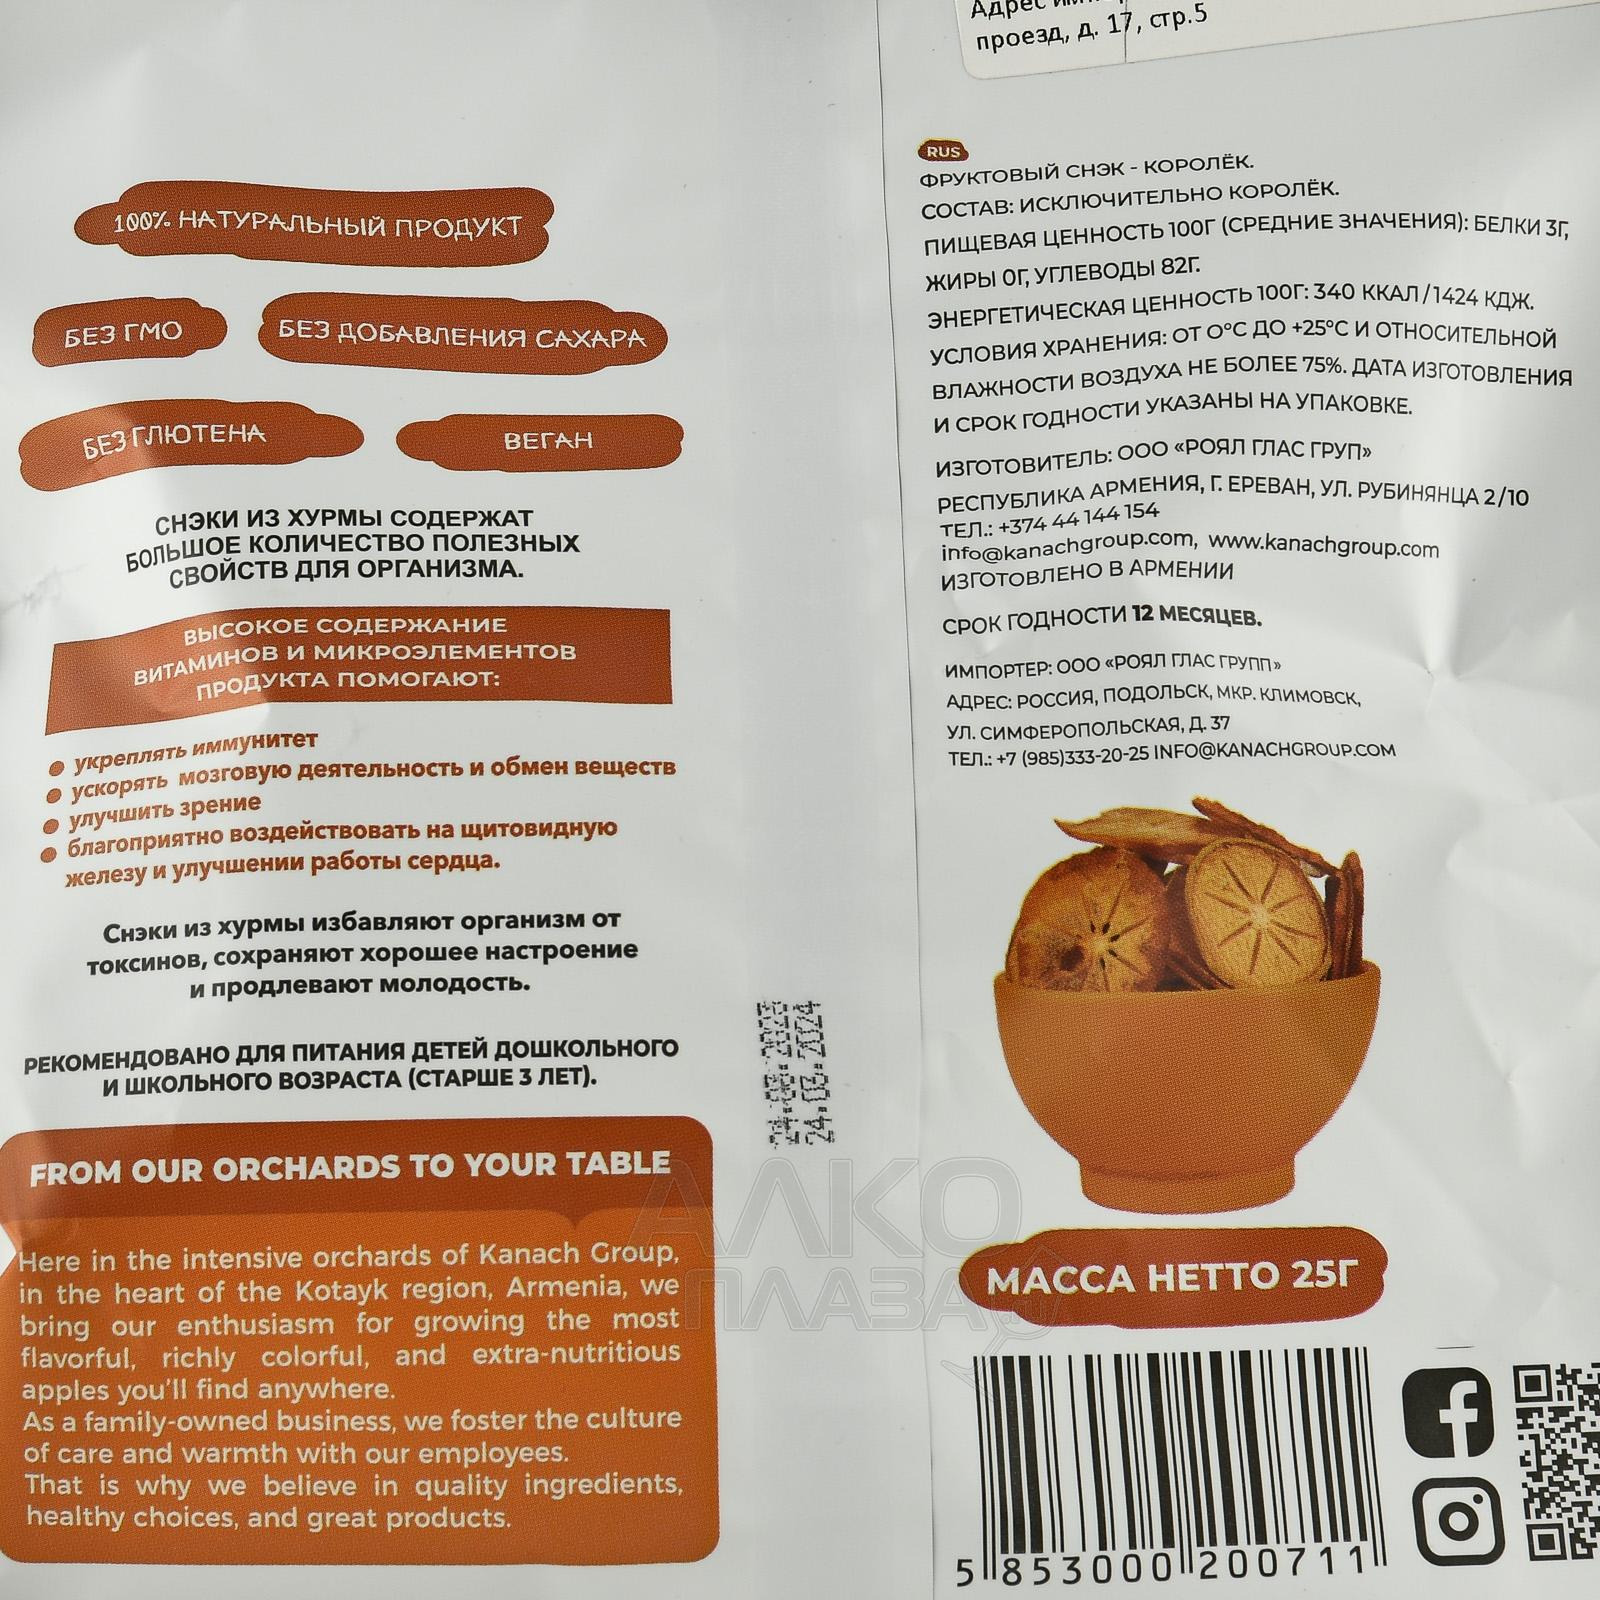 100% НАТУРАЛЬНЫЙ ПРОДУКТ
БЕЗ ГМО
БЕЗ ДОБАВЛЕНИЯ САХАРА
БЕЗ ГЛЮТЕНА
ВЕГАН
СНЭКИ ИЗ ХУРМЫ СОДЕРЖАТ
БОЛЬШОЕ КОЛИЧЕСТВО ПОЛЕЗНЫХ
СВОЙСТВ ДЛЯ ОРГАНИЗМА.
ВЫСОКОЕ СОДЕРЖАНИЕ
ВИТАМИНОВ И МИКРОЭЛЕМЕНТОВ
ПРОДУКТА ПОМОГАЮТ:
● укреплять иммунитет
● ускорять мозговую деятельность и обмен веществ
● улучшить зрение
● благоприятно воздействовать на щитовидную
железу и улучшении работы сердца.
Снэки из хурмы избавляют организм от
токсинов, сохраняют хорошее настроение
и продлевают молодость.
РЕКОМЕНДОВАНО ДЛЯ ПИТАНИЯ ДЕТЕЙ ДОШКОЛЬНОГО
И ШКОЛЬНОГО ВОЗРАСТА (СТАРШЕ 3 ЛЕТ).
FROM OUR ORCHARDS TO YOUR TABLE
Here in the intensive orchards of Kanach Group,
in the heart of the Kotayk region, Armenia, we
bring our enthusiasm for growing the most
flavorful, richly colorful, and extra-nutritious
apples you'll find anywhere.
As a family-owned business, we foster the culture
of care and warmth with our employees.
That is why we believe in quality ingredients,
healthy choices, and great products.
24.05.2024
АЛКО
ПЛАЗА
проезд, д. 17, стр.5
RUS
ФРУКТОВЫЙ СНЭК - КОРОЛЁК.
СОСТАВ: ИСКЛЮЧИТЕЛЬНО КОРОЛЁК.
ПИЩЕВАЯ ЦЕННОСТЬ 100Г (СРЕДНИЕ ЗНАЧЕНИЯ): БЕЛКИ 3Г,
ЖИРЫ 0Г, УГЛЕВОДЫ 82Г.
ЭНЕРГЕТИЧЕСКАЯ ЦЕННОСТЬ 100Г: 340 ККАЛ/1424 КДЖ.
УСЛОВИЯ ХРАНЕНИЯ: ОТ О°С ДО +25°С И ОТНОСИТЕЛЬНОЙ
ВЛАЖНОСТИ ВОЗДУХА НЕ БОЛЕЕ 75%. ДАТА ИЗГОТОВЛЕНИЯ
И СРОК ГОДНОСТИ УКАЗАНЫ НА УПАКОВКЕ.
ИЗГОТОВИТЕЛЬ: ООО «РОЯЛ ГЛАС ГРУП»
РЕСПУБЛИКА АРМЕНИЯ, Г. ЕРЕВАН, УЛ. РУБИНЯНЦА 2/10
ТЕЛ.: +374 44 144 154
info@kanachgroup.com, www.kanachgroup.com
ИЗГОТОВЛЕНО В АРМЕНИИ
СРОК ГОДНОСТИ 12 МЕСЯЦЕВ.
ИМПОРТЕР: ООО «РОЯЛ ГЛАС ГРУПП»
АДРЕС: РОССИЯ, ПОДОЛЬСК, МКР. КЛИМОВСК,
УЛ. СИМФЕРОПОЛЬСКАЯ, Д. 37
ТЕЛ.: +7 (985)333-20-25 INFO@KANACHGROUP.COM
МАССА НЕТТО 25Г
5 853000 200711